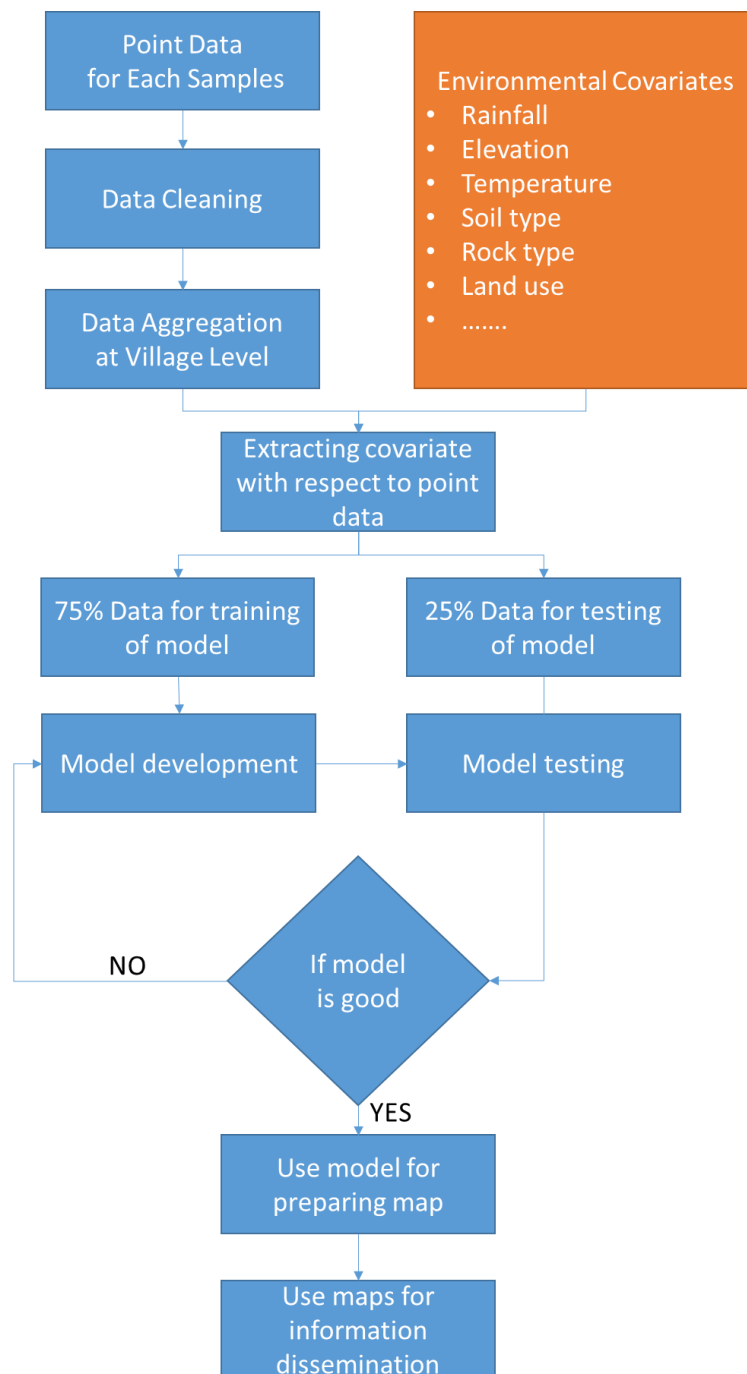 Point Data
for Each Samples
Environmental Covariates
• Rainfall
• Elevation
• Temperature
• Soil type
• Rock type
• Land use
• .......
Data Cleaning
Data Aggregation
at Village Level
Extracting covariate
with respect to point
data
75% Data for training
of model
25% Data for testing
of model
Model development
Model testing
If model
is good
NO
YES
Use model for
preparing map
Use maps for
information
dissemination